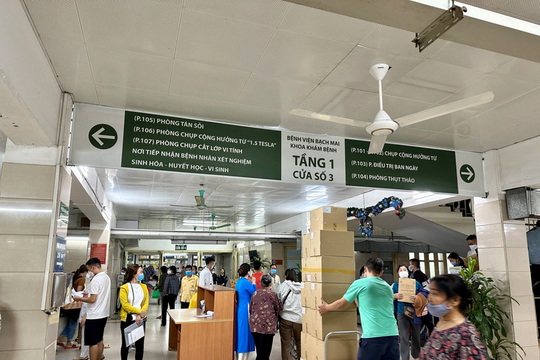 (P.105) PHÒNG TÁN SỎI
(P.106) PHÒNG CHỤP CỘNG HƯỞNG TỪ "1.5 TESLA"
(P.107) PHÒNG CHỤP CẮT LỚP VI TÍNH
NƠI TIẾP NHẬN BỆNH NHÂN XÉT NGHIỆM
SINH HÓA - HUYẾT HỌC - VI SINH
BỆNH VIỆN BẠCH MAI
KHOA KHÁM BỆNH
TẦNG 1
CỬA SỐ 3
(P.101 CHỤP CỘNG HƯỞNG TỪ
(P.103) P.ĐIỀU TRỊ BAN NGÀY
(P.104) PHÒNG THỤT THÁO